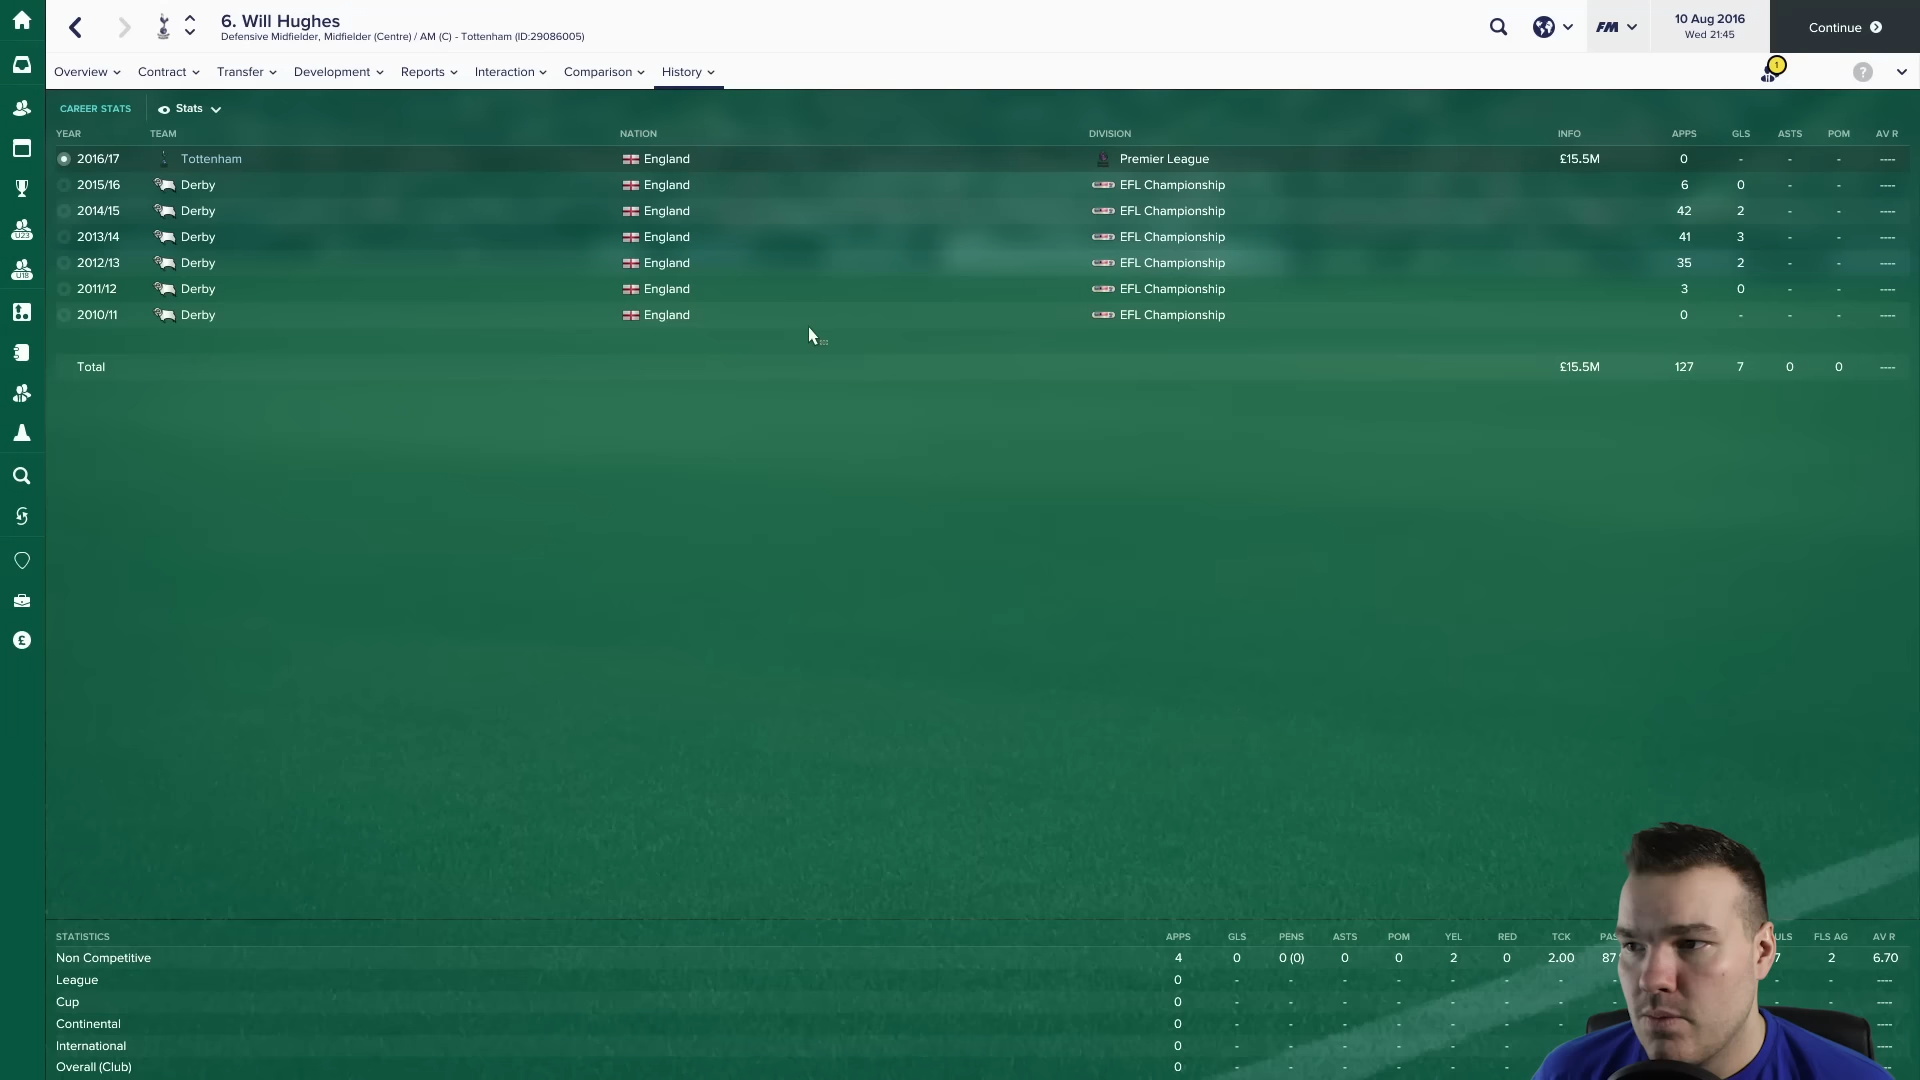 6. Will Hughes
Defensive Midfielder, Midfielder (Centre) / AM (C) - Tottenham (ID:29086005)
FM
10 Aug 2016
Wed 21:45
Continue
Overview Contract Transfer Development Reports Interaction Comparison History
1
?
CAREER STATS Stats
YEAR TEAM NATION DIVISION INFO APPS GLS ASTS POM AV R
2016/17 Tottenham England Premier League £15.5M 0 - - - ----
2015/16 Derby England EFL Championship 6 0 - - ----
2014/15 Derby England EFL Championship 42 2 - - ----
2013/14 Derby England EFL Championship 41 3 - - ----
2012/13 Derby England EFL Championship 35 2 - - ----
2011/12 Derby England EFL Championship 3 0 - - ----
2010/11 Derby England EFL Championship 0 - - - ----
Total £15.5M 127 7 0 0 ----
U23
U18
£
STATISTICS APPS GLS PENS ASTS POM YEL RED TCK FLS AG AV R
Non Competitive 4 0 0 (0) 0 0 2 0 2.00 87 7 2 6.70
League 0 - - - - - - - - - ----
Cup 0 - - - - - - - - - ----
Continental 0 - - - - - - - - ----
International 0 - - - - - - - - ----
Overall (Club) 0 - - - - - - - - - ----